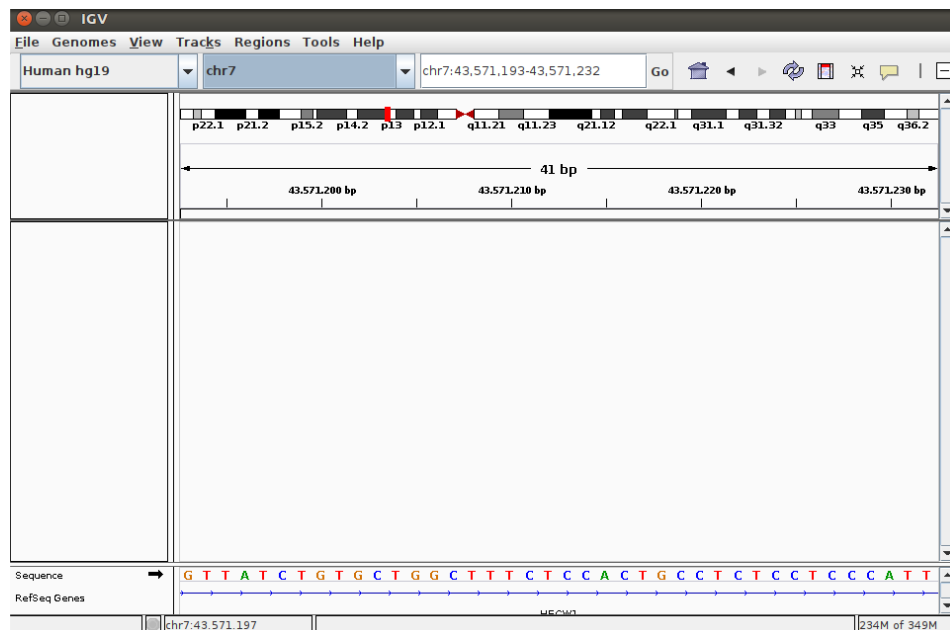 IGV
File Genomes View Tracks Regions Tools Help
Human hg19 chr7 chr7:43,571,193-43,571,232 Go
p22.1 p21.2 p15.2 p14.2 p13 p12.1 q11.21 q11.23 q21.12 q22.1 q31.1 q31.32 q33 q35 q36.2
41 bp
43,571,200 bp 43,571,210 bp 43,571,220 bp 43,571,230 bp
Sequence G T T A T C T G T G C T G G C T T T C T C C A C T G C C T C T C C T C C C A T T
RefSeq Genes
HECW1
chr7:43,571,197 234M of 349M